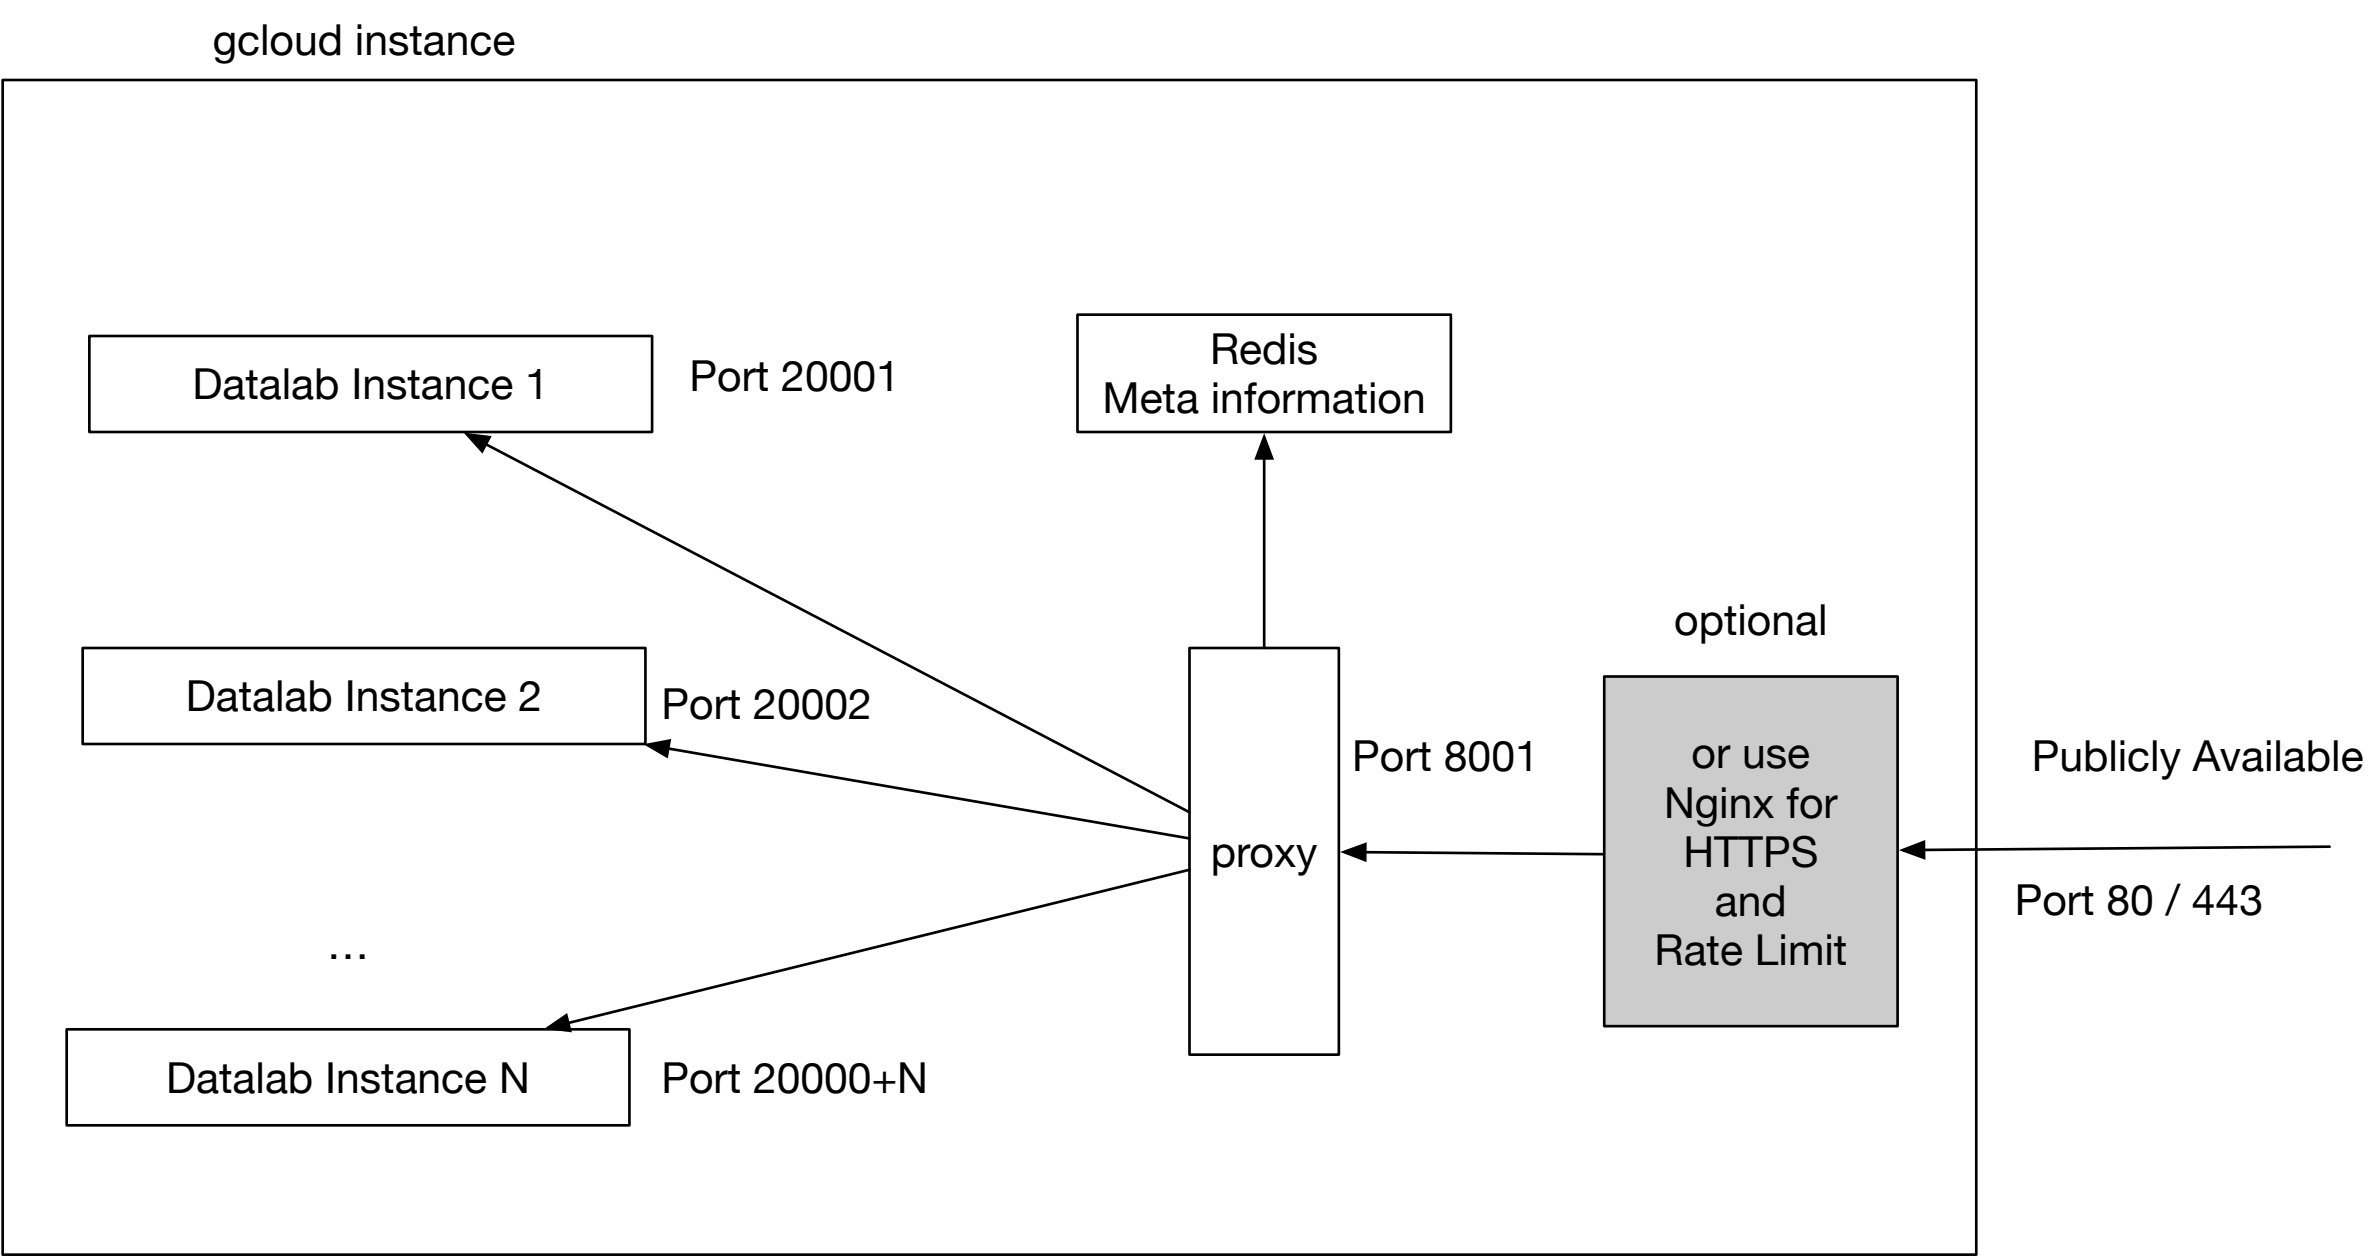 gcloud instance
Datalab Instance 1
Port 20001
Redis
Meta information
optional
Datalab Instance 2
Port 20002
Port 8001
or use
Nginx for
HTTPS
and
Rate Limit
Publicly Available
proxy
Port 80 / 443
...
Datalab Instance N
Port 20000+N